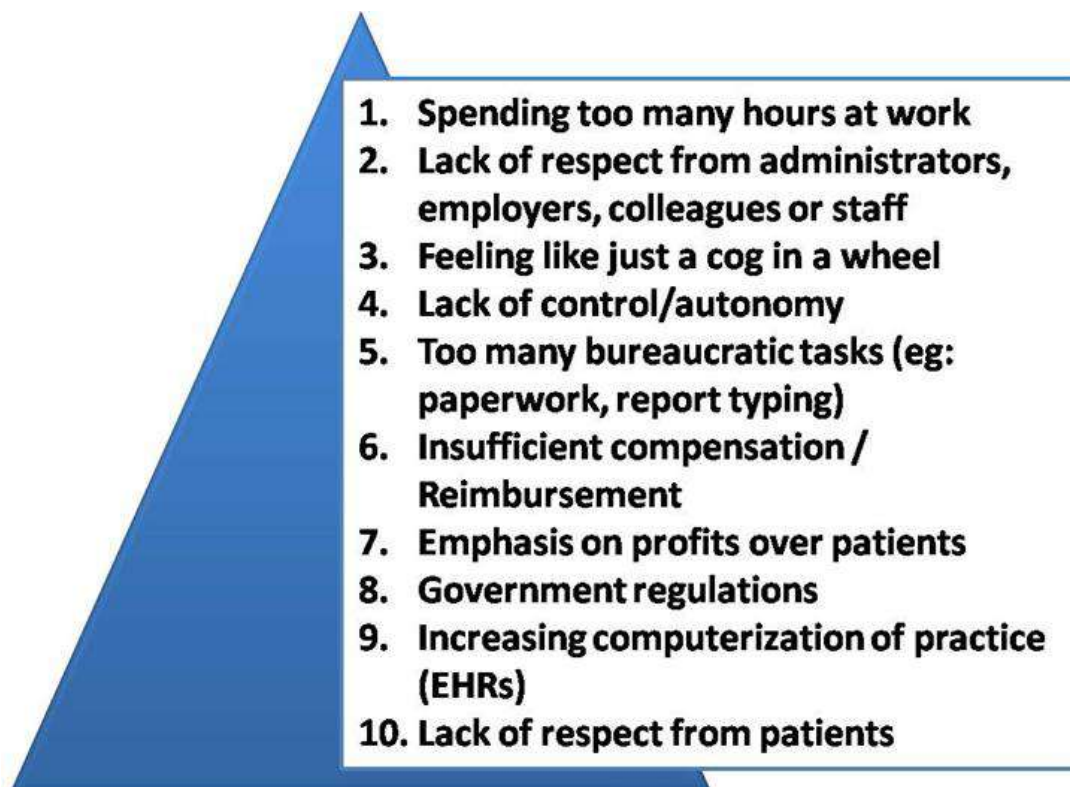 1. Spending too many hours at work
2. Lack of respect from administrators,
employers, colleagues or staff
3. Feeling like just a cog in a wheel
4. Lack of control/autonomy
5. Too many bureaucratic tasks (eg:
paperwork, report typing)
6. Insufficient compensation /
Reimbursement
7. Emphasis on profits over patients
8. Government regulations
9. Increasing computerization of practice
(EHRs)
10. Lack of respect from patients